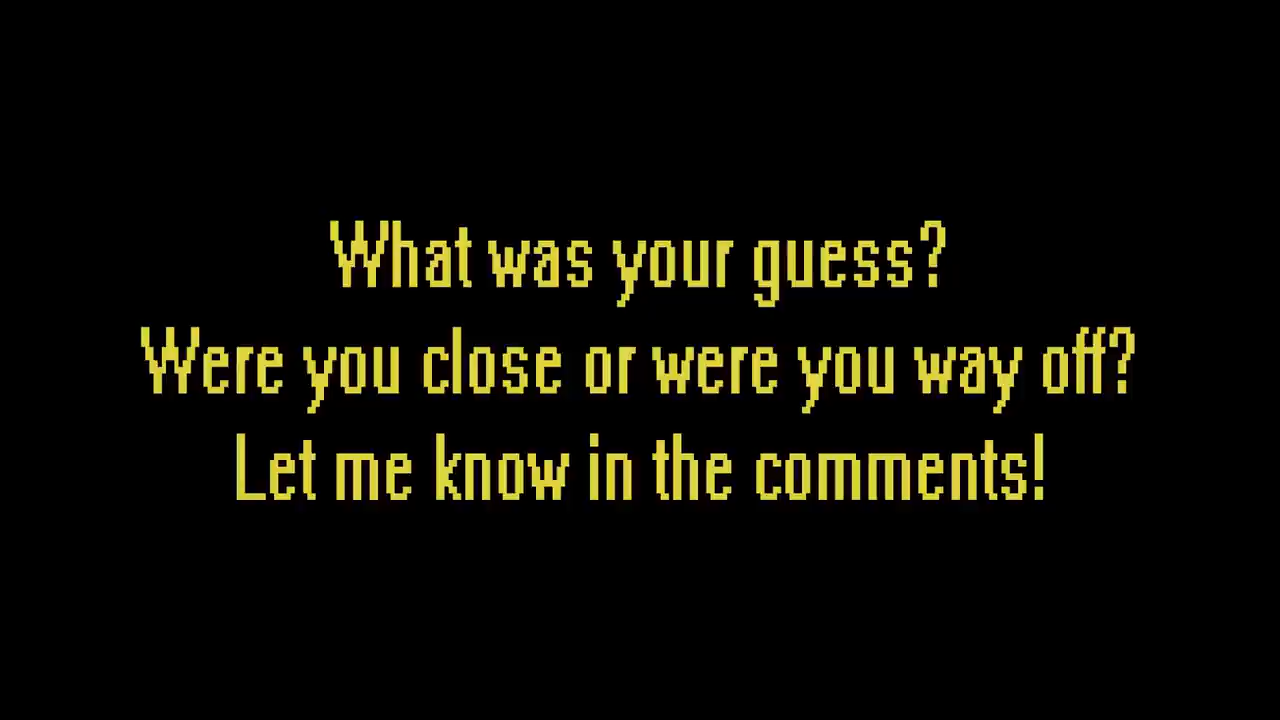 What was your guess?
Were you close or were you way off?
Let me know in the comments!